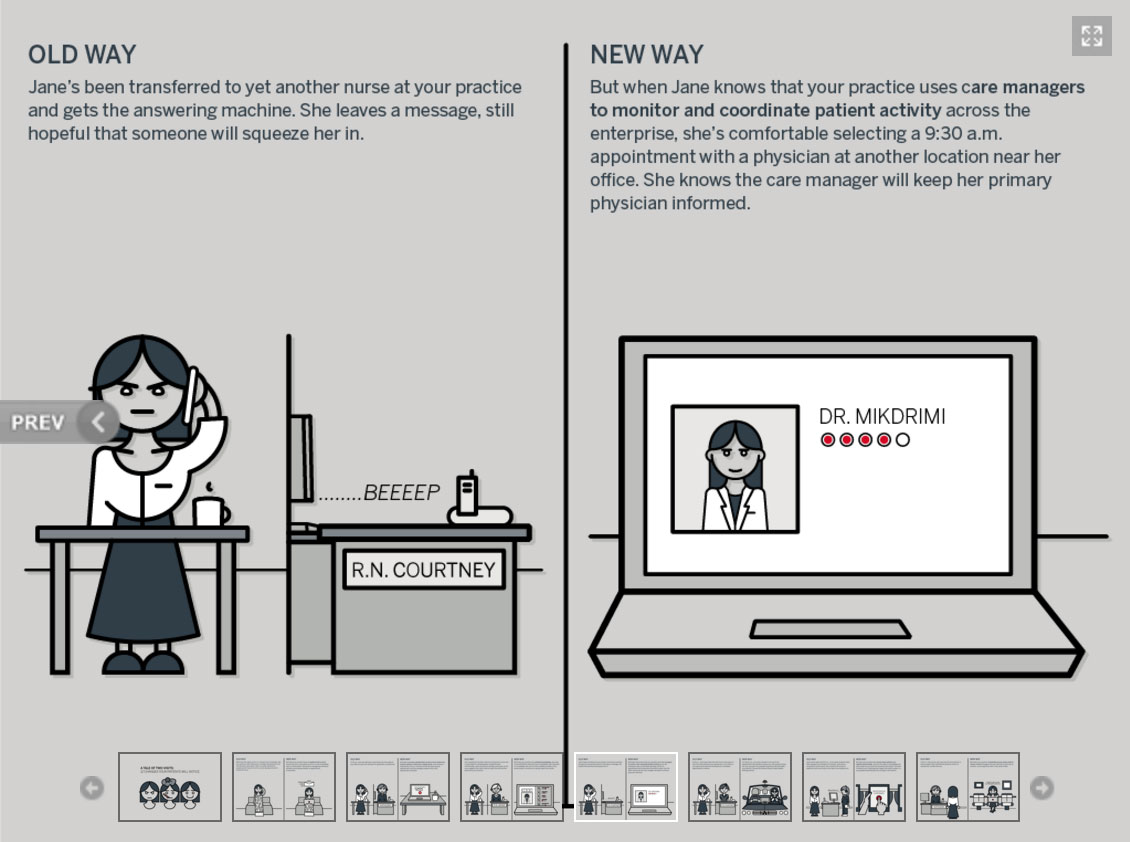 OLD WAY
Jane's been transferred to yet another nurse at your practice
and gets the answering machine. She leaves a message, still
hopeful that someone will squeeze her in.
NEW WAY
But when Jane knows that your practice uses care managers
to monitor and coordinate patient activity across the
enterprise, she's comfortable selecting a 9:30 a.m.
appointment with a physician at another location near her
office. She knows the care manager will keep her primary
physician informed.
PREV
........BEEEEP
R.N. COURTNEY
DR. MIKDRIMI